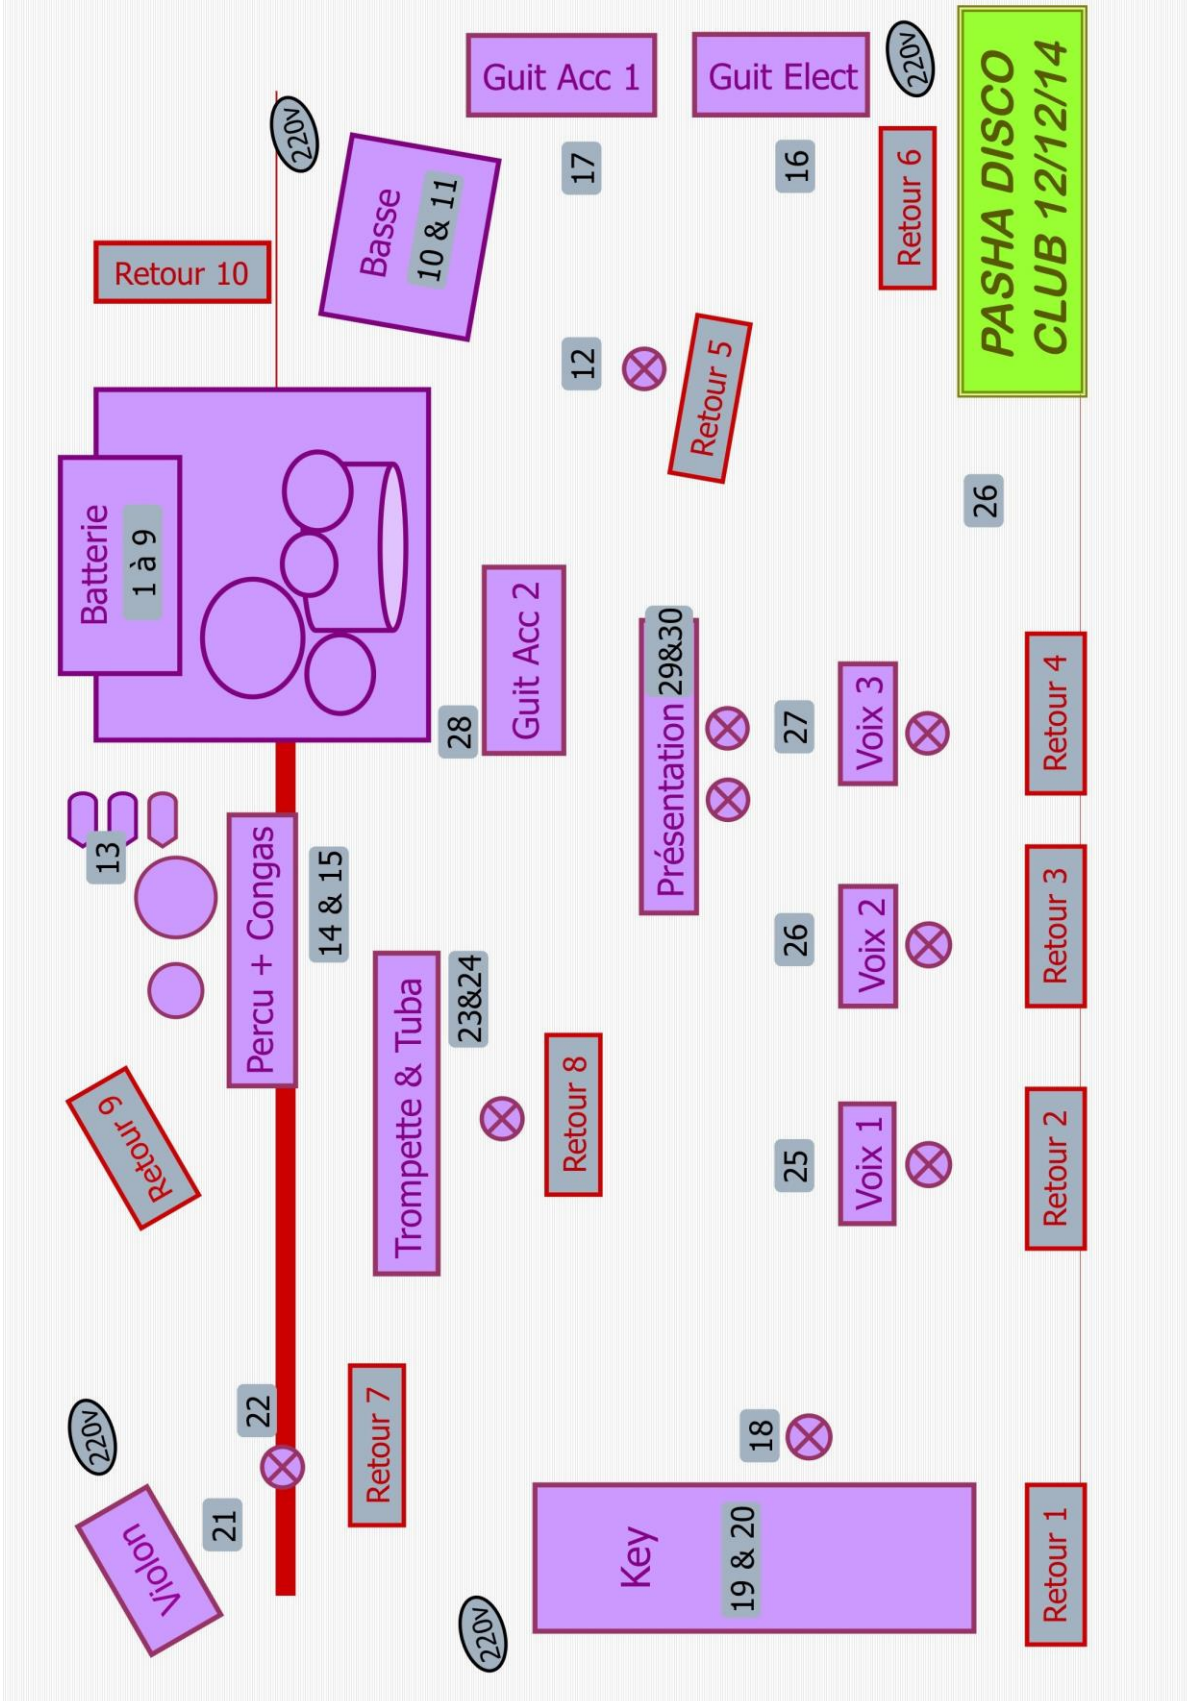 Violon
21
220v
22
Retour 7
Retour 9
13
Percu + Congas
14 & 15
Batterie
1 à 9
Retour 10
220v
Basse
10 & 11
Trompette & Tuba
23&24
Retour 8
28
Guit Acc 2
Guit Acc 1
17
12
Retour 5
220v
Key
19 & 20
18
Présentation
29&30
Guit Elect
16
220v
Retour 6
25
Voix 1
26
Voix 2
27
Voix 3
26
Retour 1
Retour 2
Retour 3
Retour 4
PASHA DISCO
CLUB 12/12/14